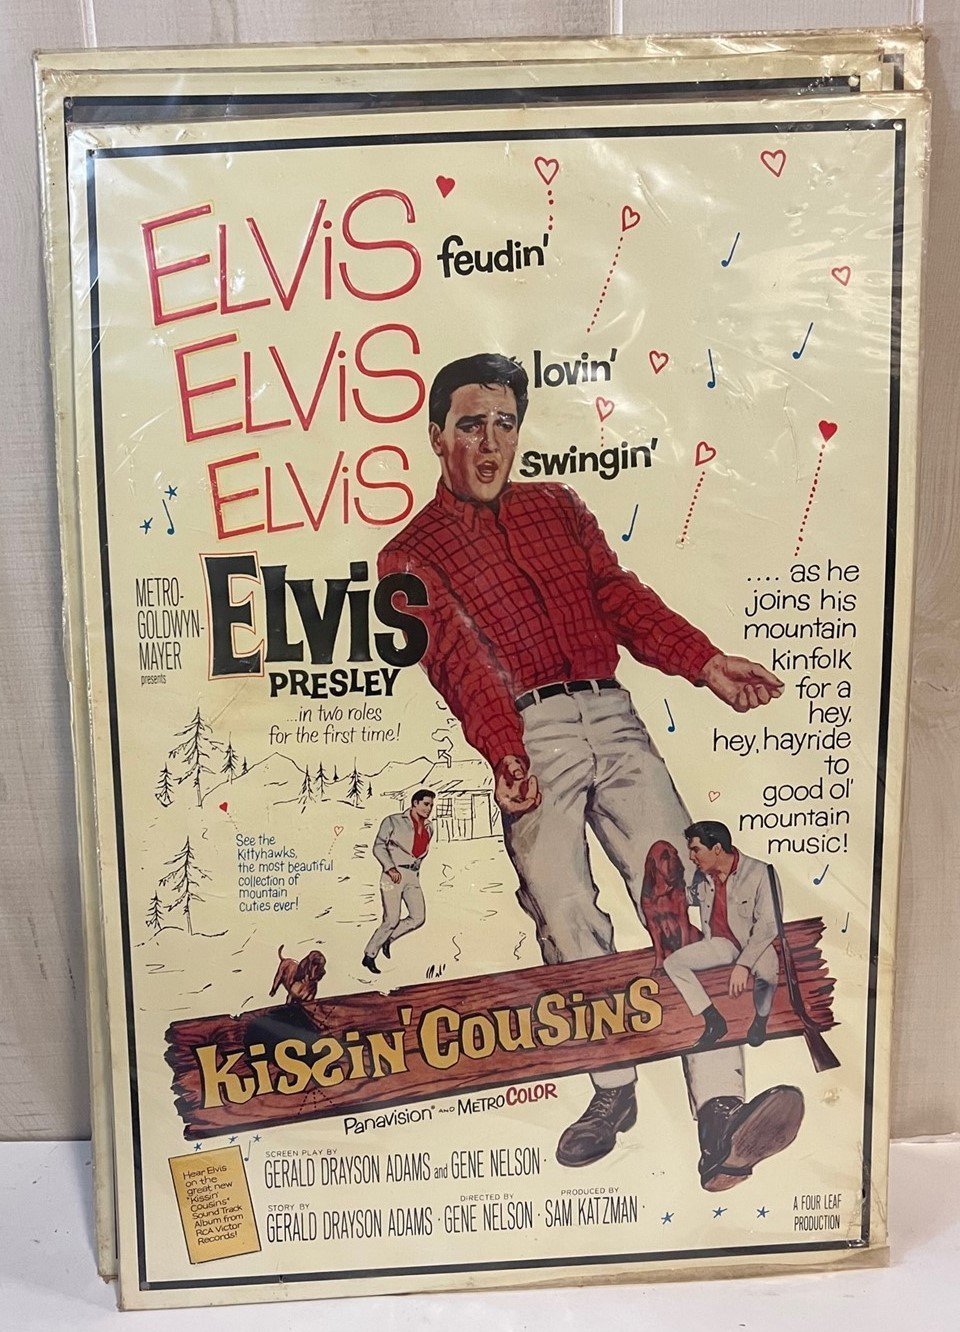 ELVIS feudin'
ELVIS lovin'
ELVIS swingin'
METRO-
GOLDWYN-
MAYER
presents
ELVIS
PRESLEY
...in two roles
for the first time!
.... as he
joins his
mountain
kinfolk
for a
hey,
hey, hayride
to
good ol'
mountain
music!
See the
Kittyhawks,
the most beautiful
collection of
mountain
cuties ever!
KISSIN' COUSINS
PANAVISION® AND METROCOLOR
Hear Elvis
on the
great new
"Kissin'
Cousins"
Sound Track
Album from
RCA Victor
Records!
SCREEN PLAY BY
GERALD DRAYSON ADAMS and GENE NELSON ·
STORY BY DIRECTED BY PRODUCED BY
GERALD DRAYSON ADAMS · GENE NELSON · SAM KATZMAN ·
A FOUR LEAF
PRODUCTION